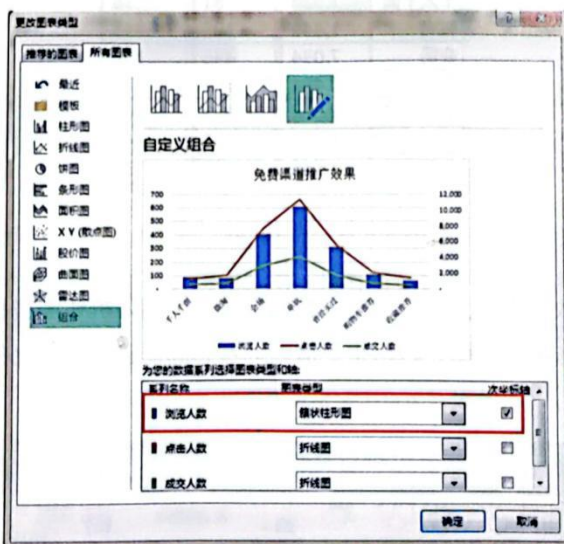 更改图表类型
推荐的图表 所有图表
最近
模板
柱形图
折线图
饼图
条形图
面积图
X Y (散点图)
股价图
曲面图
雷达图
组合
自定义组合
免费渠道推广效果
700
600
500
400
300
200
100
-
12,000
10,000
8,000
6,000
4,000
2,000
-
浏览人数 点击人数 成交人数
为您的数据系列选择图表类型和轴:
系列名称 图表类型 次坐标轴
浏览人数 簇状柱形图
点击人数 折线图
成交人数 折线图
确定 取消